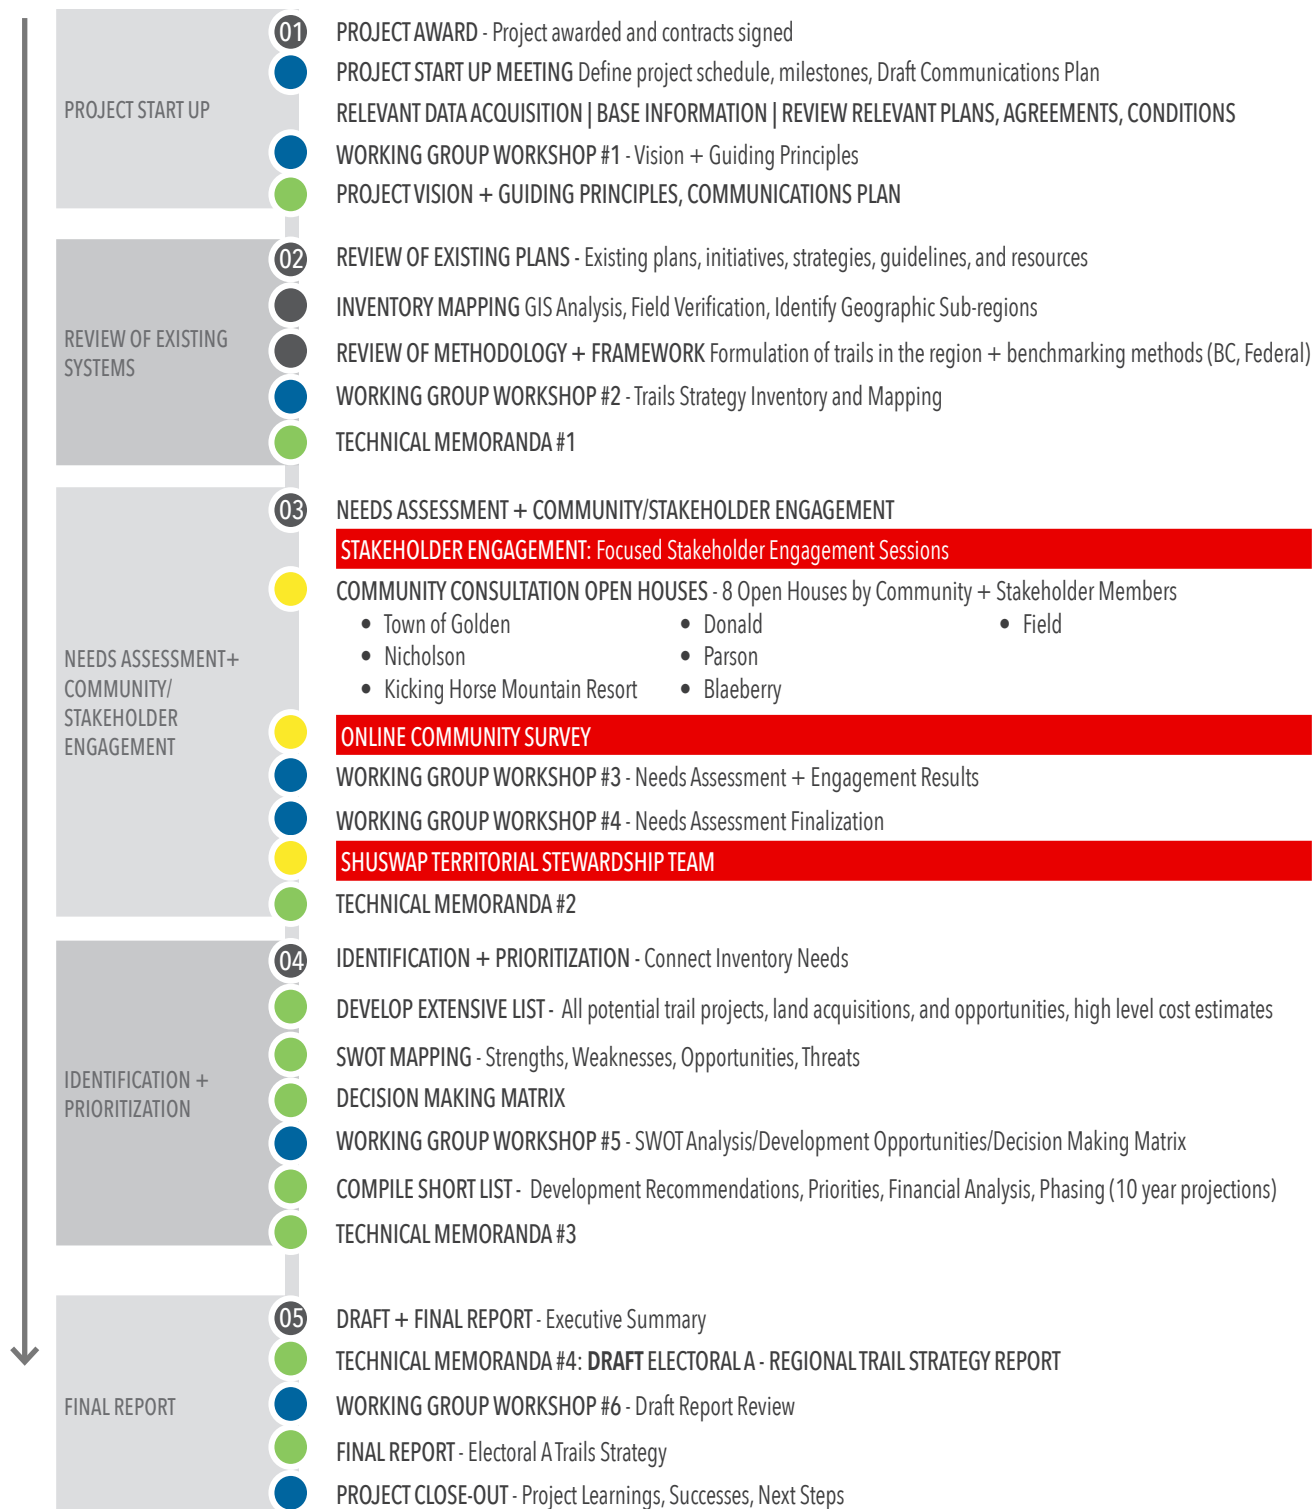 01 PROJECT AWARD - Project awarded and contracts signed
PROJECT START UP MEETING Define project schedule, milestones, Draft Communications Plan
PROJECT START UP
RELEVANT DATA ACQUISITION | BASE INFORMATION | REVIEW RELEVANT PLANS, AGREEMENTS, CONDITIONS
WORKING GROUP WORKSHOP #1 - Vision + Guiding Principles
PROJECT VISION + GUIDING PRINCIPLES, COMMUNICATIONS PLAN
02 REVIEW OF EXISTING PLANS - Existing plans, initiatives, strategies, guidelines, and resources
INVENTORY MAPPING GIS Analysis, Field Verification, Identify Geographic Sub-regions
REVIEW OF EXISTING
SYSTEMS
REVIEW OF METHODOLOGY + FRAMEWORK Formulation of trails in the region + benchmarking methods (BC, Federal)
WORKING GROUP WORKSHOP #2 - Trails Strategy Inventory and Mapping
TECHNICAL MEMORANDA #1
03 NEEDS ASSESSMENT + COMMUNITY/STAKEHOLDER ENGAGEMENT
STAKEHOLDER ENGAGEMENT: Focused Stakeholder Engagement Sessions
COMMUNITY CONSULTATION OPEN HOUSES - 8 Open Houses by Community + Stakeholder Members
• Town of Golden
• Nicholson
• Kicking Horse Mountain Resort
• Donald
• Parson
• Blaeberry
• Field
NEEDS ASSESSMENT+
COMMUNITY/
STAKEHOLDER
ENGAGEMENT
ONLINE COMMUNITY SURVEY
WORKING GROUP WORKSHOP #3 - Needs Assessment + Engagement Results
WORKING GROUP WORKSHOP #4 - Needs Assessment Finalization
SHUSWAP TERRITORIAL STEWARDSHIP TEAM
TECHNICAL MEMORANDA #2
04 IDENTIFICATION + PRIORITIZATION - Connect Inventory Needs
DEVELOP EXTENSIVE LIST - All potential trail projects, land acquisitions, and opportunities, high level cost estimates
SWOT MAPPING - Strengths, Weaknesses, Opportunities, Threats
IDENTIFICATION +
PRIORITIZATION
DECISION MAKING MATRIX
WORKING GROUP WORKSHOP #5 - SWOT Analysis/Development Opportunities/Decision Making Matrix
COMPILE SHORT LIST - Development Recommendations, Priorities, Financial Analysis, Phasing (10 year projections)
TECHNICAL MEMORANDA #3
05 DRAFT + FINAL REPORT - Executive Summary
TECHNICAL MEMORANDA #4: DRAFT ELECTORAL A - REGIONAL TRAIL STRATEGY REPORT
FINAL REPORT
WORKING GROUP WORKSHOP #6 - Draft Report Review
FINAL REPORT - Electoral A Trails Strategy
PROJECT CLOSE-OUT - Project Learnings, Successes, Next Steps